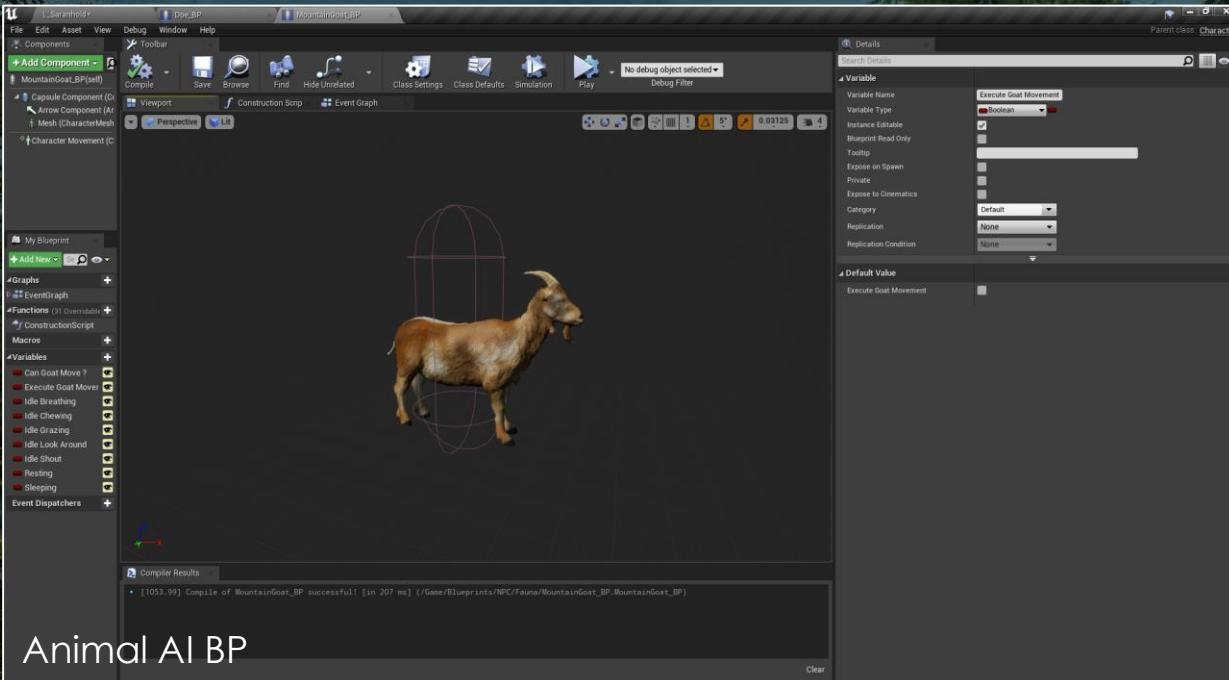 Saranhold•
Doe_BP
MountainGoat_BP
File Edit Asset View Debug Window Help
Parent class: Charact
Components
Toolbar
Details
+ Add Component
MountainGoat_BP(self)
Capsule Component (Co
Arrow Component (Ar
Mesh (CharacterMesh
Character Movement (C
Compile
Save
Browse
Find
Hide Unrelated
Class Settings
Class Defaults
Simulation
Play
No debug object selected
Debug Filter
Viewport
Construction Scrip
Event Graph
Perspective
Lit
5°
0.03125
4
My Blueprint
+ Add New
Graphs
EventGraph
Functions (31 Overridable
ConstructionScript
Macros
Variables
Can Goat Move ?
Execute Goat Mover
Idle Breathing
Idle Chewing
Idle Grazing
Idle Look Around
Idle Shout
Resting
Sleeping
Event Dispatchers
Compiler Results
[1053.99] Compile of MountainGoat_BP successful! [in 207 ms] (/Game/Blueprints/NPC/Fauna/MountainGoat_BP.MountainGoat_BP)
Clear
Search Details
Variable
Variable Name Execute Goat Movement
Variable Type Boolean
Instance Editable
Blueprint Read Only
Tooltip
Expose on Spawn
Private
Expose to Cinematics
Category Default
Replication None
Replication Condition None
Default Value
Execute Goat Movement
Animal AI BP